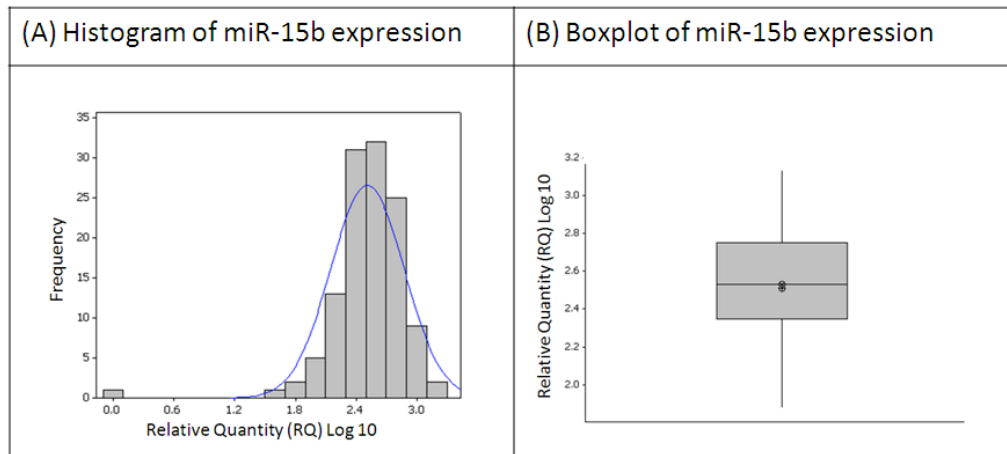 (A) Histogram of miR-15b expression
(B) Boxplot of miR-15b expression
Frequency
35
30
25
20
15
10
5
0
0.0 0.6 1.2 1.8 2.4 3.0
Relative Quantity (RQ) Log 10
Relative Quantity (RQ) Log 10
3.2
3.0
2.8
2.6
2.4
2.2
2.0